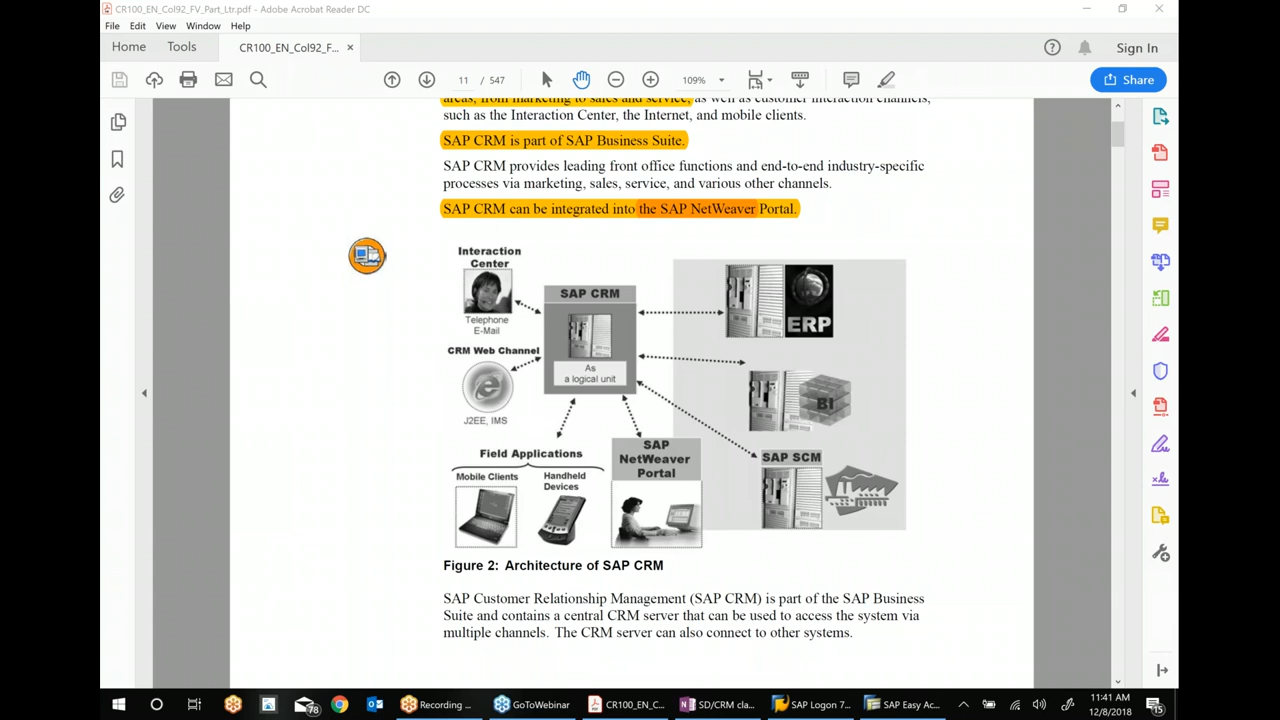 CR100_EN_Col92_FV_Part_Ltr.pdf - Adobe Acrobat Reader DC
File Edit View Window Help
Home Tools CR100_EN_Col92_F... × Sign In
11 / 547 109% Share
areas, from marketing to sales and service, as well as customer interaction channels,
such as the Interaction Center, the Internet, and mobile clients.
SAP CRM is part of SAP Business Suite.
SAP CRM provides leading front office functions and end-to-end industry-specific
processes via marketing, sales, service, and various other channels.
SAP CRM can be integrated into the SAP NetWeaver Portal.
Interaction
Center
Telephone
E-Mail
SAP CRM
As
a logical unit
ERP
CRM Web Channel
J2EE, IMS
BI
Field Applications
Mobile Clients
Handheld
Devices
SAP
NetWeaver
Portal
SAP SCM
Figure 2: Architecture of SAP CRM
SAP Customer Relationship Management (SAP CRM) is part of the SAP Business
Suite and contains a central CRM server that can be used to access the system via
multiple channels. The CRM server can also connect to other systems.
78 Recording ... GoToWebinar CR100_EN_C... SD/CRM cla... SAP Logon 7... SAP Easy Ac... 11:41 AM
12/8/2018 15